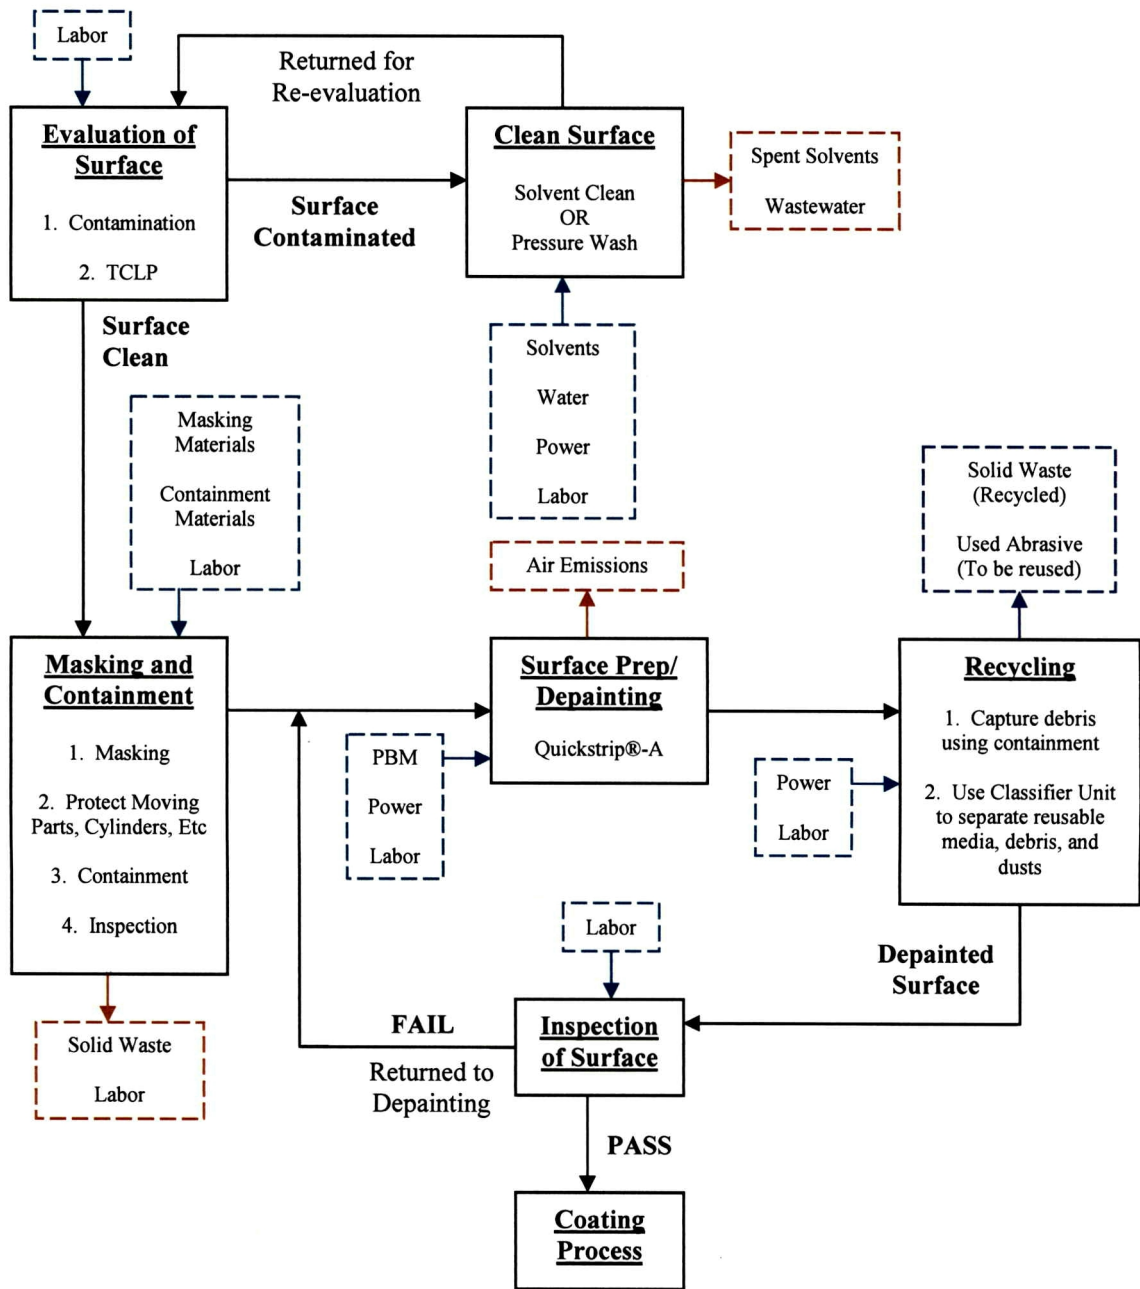 Labor
Returned for
Re-evaluation
Evaluation of
Surface
1. Contamination
2. TCLP
Surface
Contaminated
Clean Surface
Solvent Clean
OR
Pressure Wash
Spent Solvents
Wastewater
Surface
Clean
Solvents
Water
Power
Labor
Masking
Materials
Containment
Materials
Labor
Air Emissions
Solid Waste
(Recycled)
Used Abrasive
(To be reused)
Masking and
Containment
1. Masking
2. Protect Moving
Parts, Cylinders, Etc
3. Containment
4. Inspection
Surface Prep/
Depainting
Quickstrip®-A
PBM
Power
Labor
Recycling
1. Capture debris
using containment
2. Use Classifier Unit
to separate reusable
media, debris, and
dusts
Power
Labor
Labor
Depainted
Surface
Solid Waste
Labor
FAIL
Returned to
Depainting
Inspection
of Surface
PASS
Coating
Process